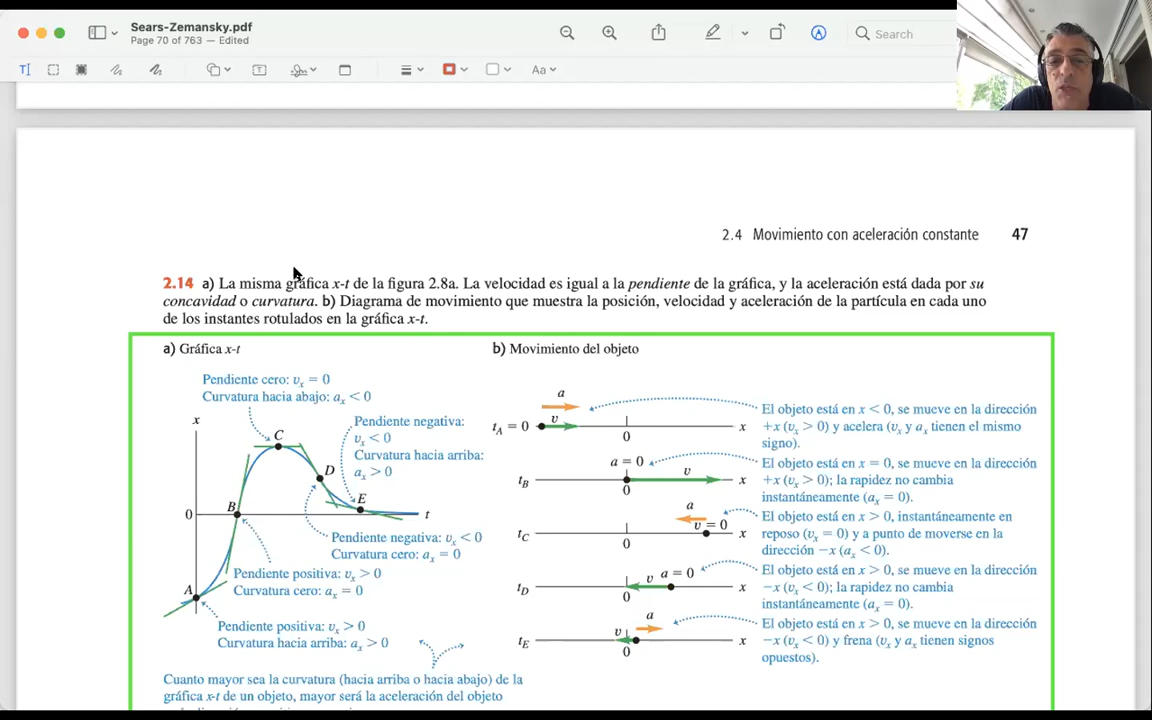 Sears-Zemansky.pdf
Page 70 of 763 — Edited
Search
Aa
2.4 Movimiento con aceleración constante 47
2.14 a) La misma gráfica x-t de la figura 2.8a. La velocidad es igual a la pendiente de la gráfica, y la aceleración está dada por su
concavidad o curvatura. b) Diagrama de movimiento que muestra la posición, velocidad y aceleración de la partícula en cada uno
de los instantes rotulados en la gráfica x-t.
a) Gráfica x-t
Pendiente cero: vx = 0
Curvatura hacia abajo: ax < 0
Pendiente negativa:
vx < 0
Curvatura hacia arriba:
ax > 0
x
C
D
B
E
0
t
A
Pendiente negativa: vx < 0
Curvatura cero: ax = 0
Pendiente positiva: vx > 0
Curvatura cero: ax = 0
Pendiente positiva: vx > 0
Curvatura hacia arriba: ax > 0
Cuanto mayor sea la curvatura (hacia arriba o hacia abajo) de la
gráfica x-t de un objeto, mayor será la aceleración del objeto
b) Movimiento del objeto
a
v
tA = 0
0
x
El objeto está en x < 0, se mueve en la dirección
+x (vx > 0) y acelera (vx y ax tienen el mismo
signo).
a = 0
v
tB
0
x
El objeto está en x = 0, se mueve en la dirección
+x (vx > 0); la rapidez no cambia
instantáneamente (ax = 0).
a
v = 0
tC
0
x
El objeto está en x > 0, instantáneamente en
reposo (vx = 0) y a punto de moverse en la
dirección −x (ax < 0).
v a = 0
tD
0
x
El objeto está en x > 0, se mueve en la dirección
−x (vx < 0); la rapidez no cambia
instantáneamente (ax = 0).
a
v
tE
0
x
El objeto está en x > 0, se mueve en la dirección
−x (vx < 0) y frena (vx y ax tienen signos
opuestos).